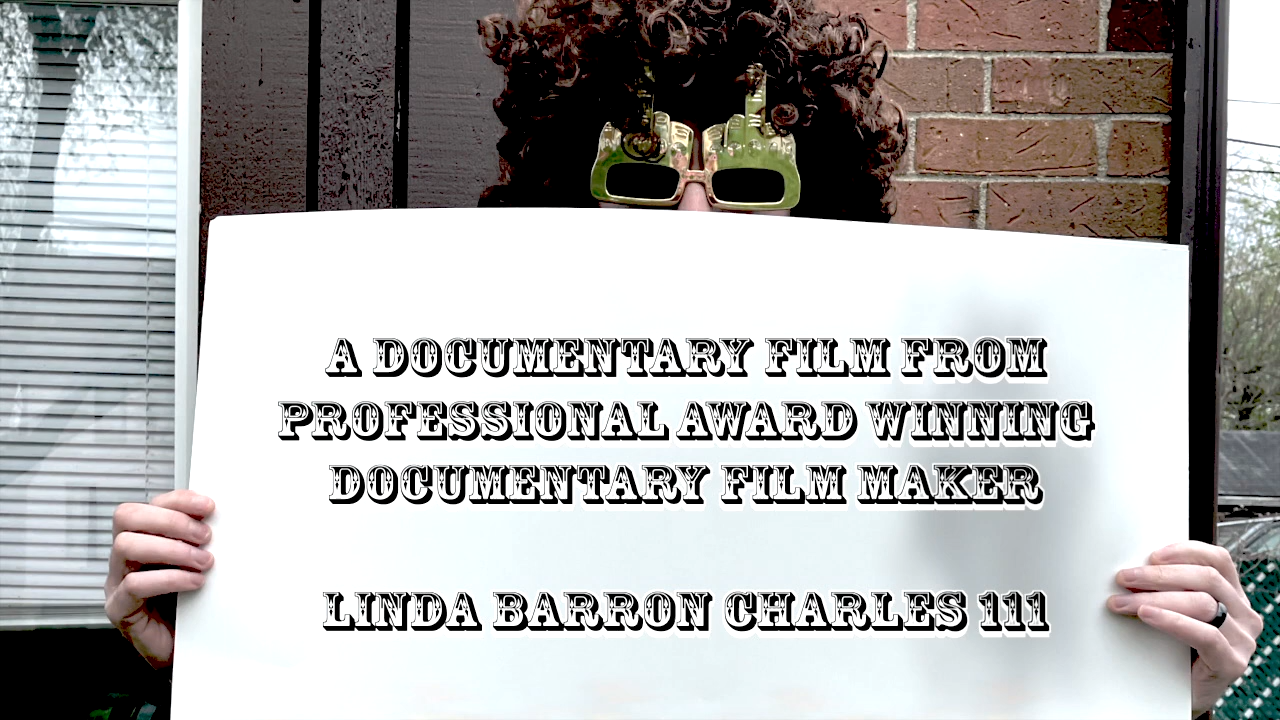 A DOCUMENTARY FILM FROM
PROFESSIONAL AWARD WINNING
DOCUMENTARY FILM MAKER
LINDA BARRON CHARLES 111